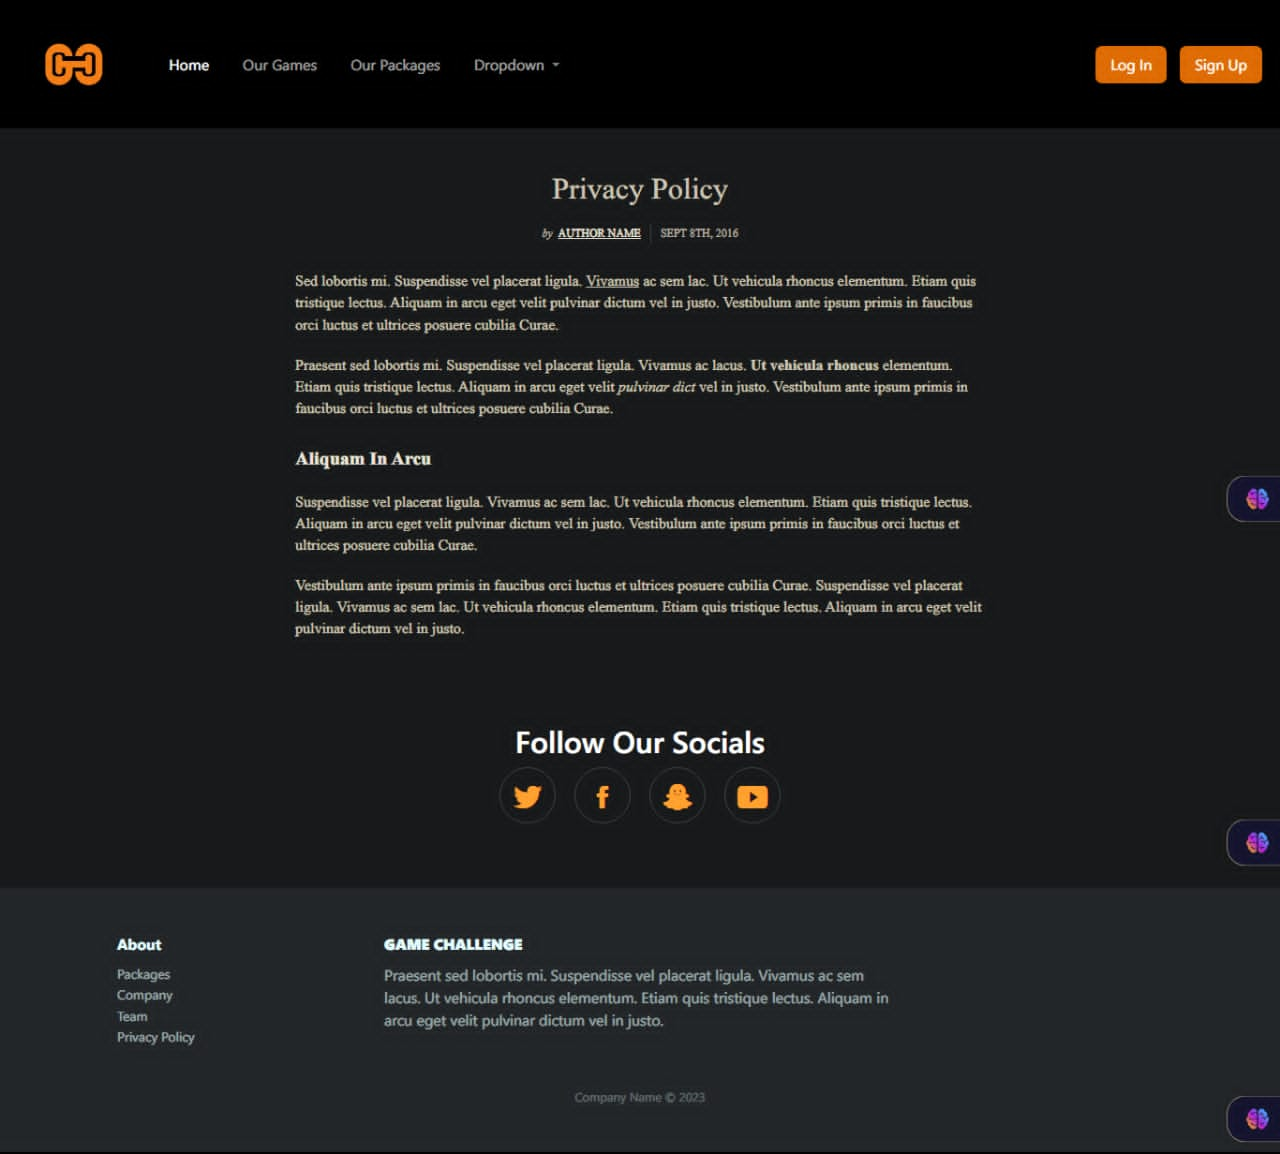 Home Our Games Our Packages Dropdown Log In Sign Up
Privacy Policy
by AUTHOR NAME SEPT 8TH, 2016
Sed lobortis mi. Suspendisse vel placerat ligula. Vivamus ac sem lac. Ut vehicula rhoncus elementum. Etiam quis
tristique lectus. Aliquam in arcu eget velit pulvinar dictum vel in justo. Vestibulum ante ipsum primis in faucibus
orci luctus et ultrices posuere cubilia Curae.
Praesent sed lobortis mi. Suspendisse vel placerat ligula. Vivamus ac lacus. Ut vehicula rhoncus elementum.
Etiam quis tristique lectus. Aliquam in arcu eget velit pulvinar dict vel in justo. Vestibulum ante ipsum primis in
faucibus orci luctus et ultrices posuere cubilia Curae.
Aliquam In Arcu
Suspendisse vel placerat ligula. Vivamus ac sem lac. Ut vehicula rhoncus elementum. Etiam quis tristique lectus.
Aliquam in arcu eget velit pulvinar dictum vel in justo. Vestibulum ante ipsum primis in faucibus orci luctus et
ultrices posuere cubilia Curae.
Vestibulum ante ipsum primis in faucibus orci luctus et ultrices posuere cubilia Curae. Suspendisse vel placerat
ligula. Vivamus ac sem lac. Ut vehicula rhoncus elementum. Etiam quis tristique lectus. Aliquam in arcu eget velit
pulvinar dictum vel in justo.
Follow Our Socials
About
Packages
Company
Team
Privacy Policy
GAME CHALLENGE
Praesent sed lobortis mi. Suspendisse vel placerat ligula. Vivamus ac sem
lacus. Ut vehicula rhoncus elementum. Etiam quis tristique lectus. Aliquam in
arcu eget velit pulvinar dictum vel in justo.
Company Name © 2023